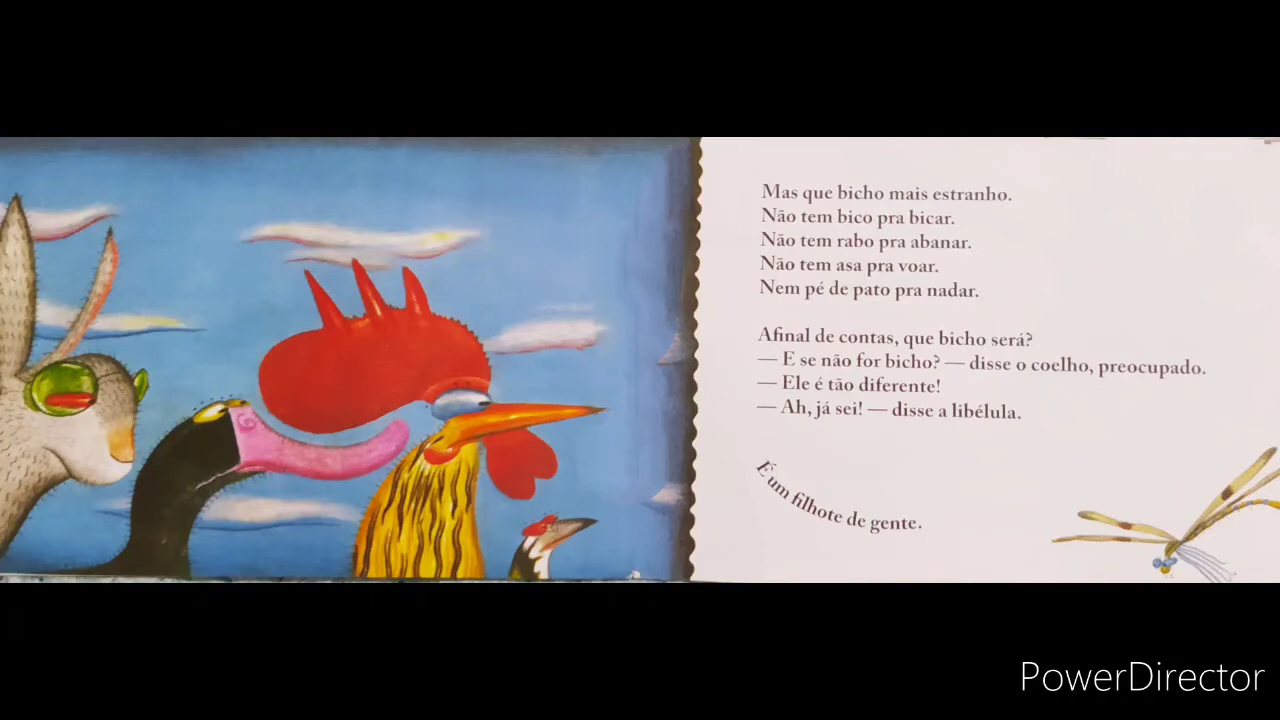 Mas que bicho mais estranho.
Não tem bico pra bicar.
Não tem rabo pra abanar.
Não tem asa pra voar.
Nem pé de pato pra nadar.
Afinal de contas, que bicho será?
— E se não for bicho? — disse o coelho, preocupado.
— Ele é tão diferente!
— Ah, já sei! — disse a libélula.
É um filhote de gente.
PowerDirector